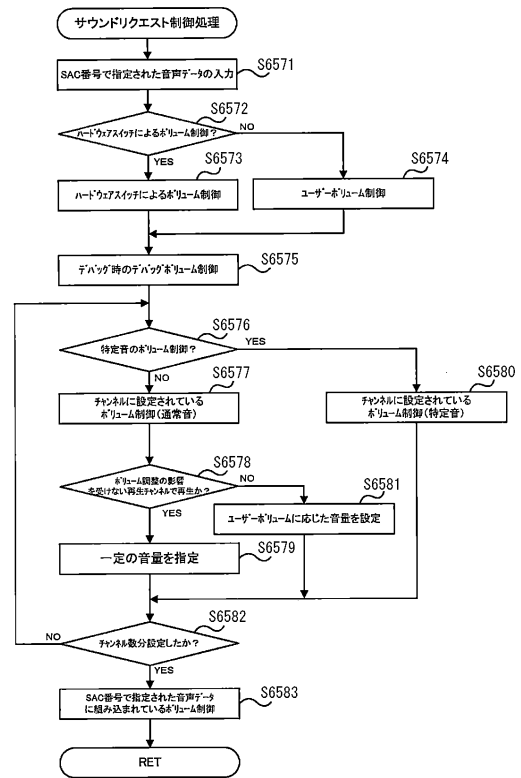 サウンドリクエスト制御処理
SAC番号で指定された音声データの入力
S6571
ハードウェアスイッチによるボリューム制御？
S6572
NO
YES
ハードウェアスイッチによるボリューム制御
S6573
ユーザーボリューム制御
S6574
デバッグ時のデバッグボリューム制御
S6575
特定音のボリューム制御？
S6576
YES
NO
チャンネルに設定されている
ボリューム制御(通常音)
S6577
チャンネルに設定されている
ボリューム制御(特定音)
S6580
ボリューム調整の影響
を受けない再生チャンネルで再生か？
S6578
NO
YES
ユーザーボリュームに応じた音量を設定
S6581
一定の音量を指定
S6579
チャンネル数分設定したか？
S6582
NO
YES
SAC番号で指定された音声データ
に組み込まれているボリューム制御
S6583
RET